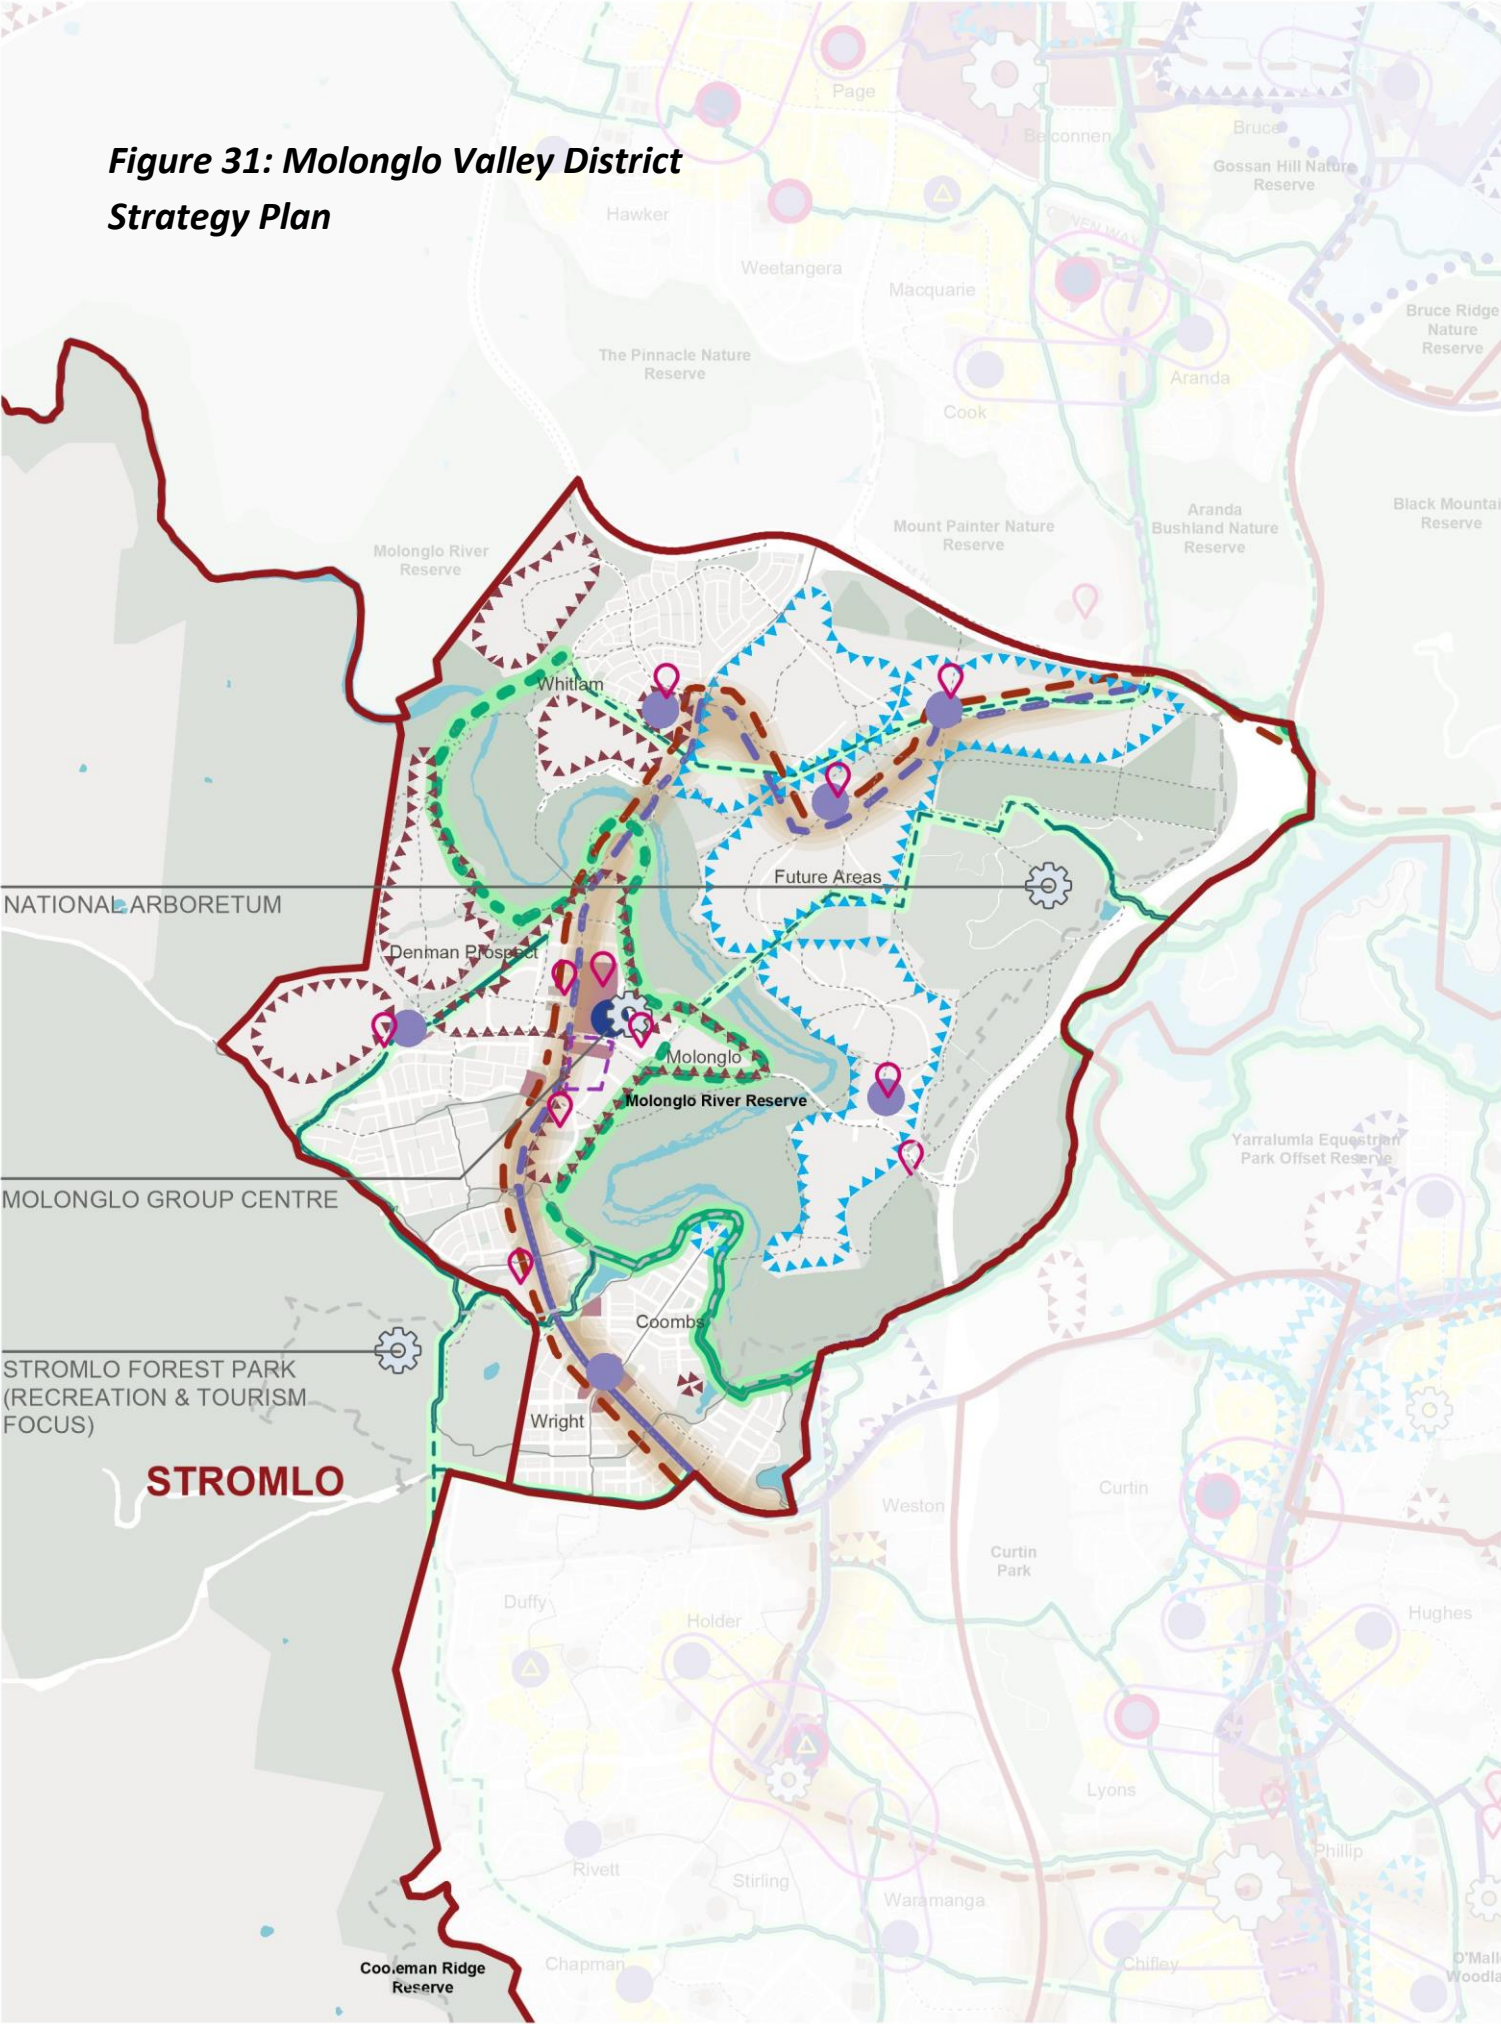 Figure 31: Molonglo Valley District
Strategy Plan
Page
Belconnen
Bruce
Gossan Hill Nature
Reserve
Hawker
Weetangera
Macquarie
Bruce Ridge
Nature
Reserve
The Pinnacle Nature
Reserve
Aranda
Cook
Black Mountai
Reserve
Aranda
Bushland Nature
Reserve
Mount Painter Nature
Reserve
Molonglo River
Reserve
Whitlam
Future Areas
NATIONAL ARBORETUM
Denman Prospect
Molonglo
Molonglo River Reserve
Yarralumla Equestrian
Park Offset Reserve
MOLONGLO GROUP CENTRE
Coombs
STROMLO FOREST PARK
(RECREATION & TOURISM
FOCUS)
Wright
STROMLO
Weston
Curtin
Curtin
Park
Duffy
Holder
Hughes
Lyons
Phillip
Rivett
Stirling
Waramanga
Chapman
Chifley
Cooleman Ridge
Reserve
O'Mall
Woodla